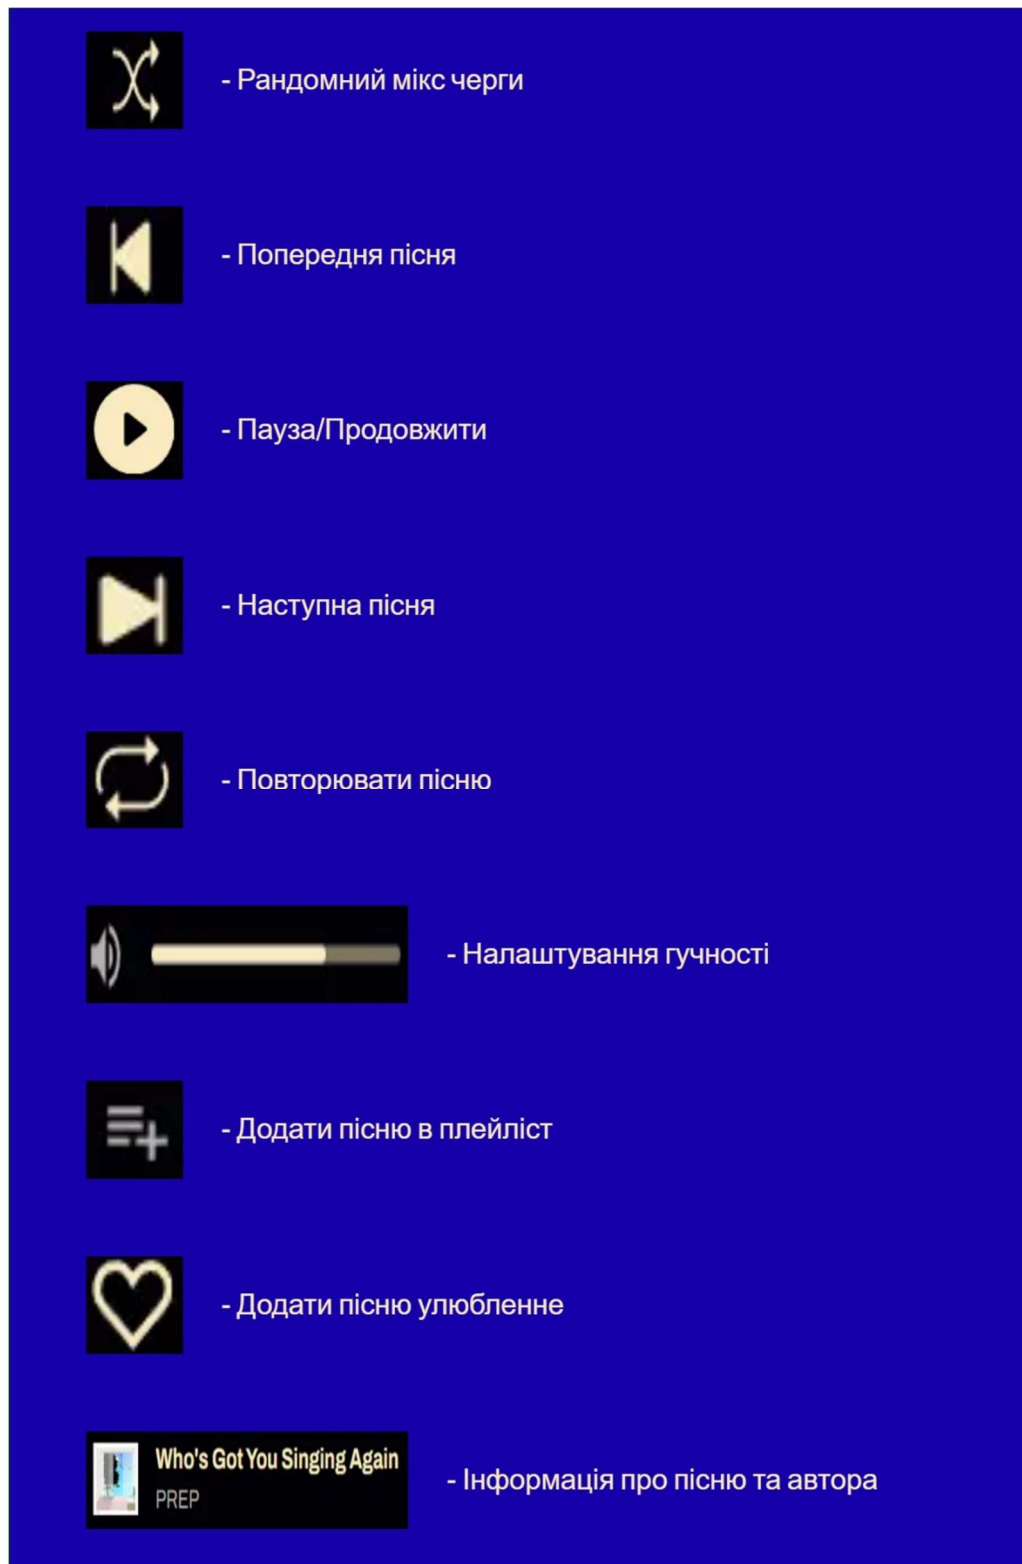 - Рандомний мікс черги
- Попередня пісня
- Пауза/Продовжити
- Наступна пісня
- Повторювати пісню
- Налаштування гучності
- Додати пісню в плейліст
- Додати пісню улюбленне
Who's Got You Singing Again
PREP
- Інформація про пісню та автора